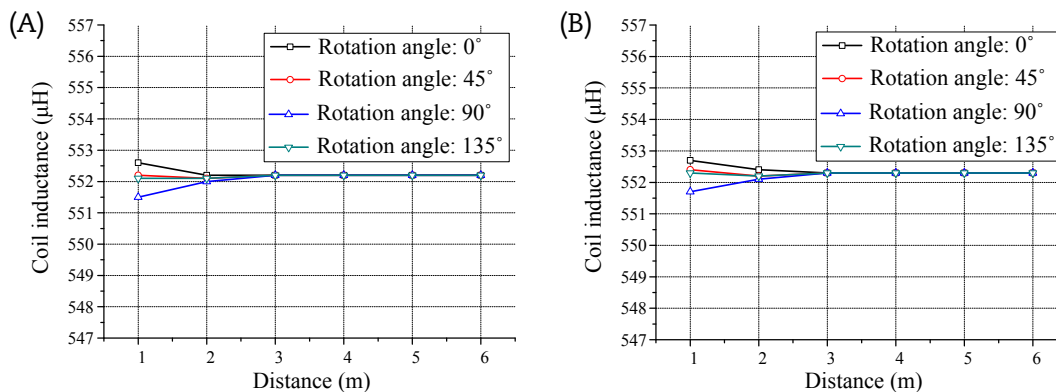 (A)
557
556
555
554
553
552
551
550
549
548
547
Coil inductance (μH)
Rotation angle: 0°
Rotation angle: 45°
Rotation angle: 90°
Rotation angle: 135°
1 2 3 4 5 6
Distance (m)
(B)
557
556
555
554
553
552
551
550
549
548
547
Coil inductance (μH)
Rotation angle: 0°
Rotation angle: 45°
Rotation angle: 90°
Rotation angle: 135°
1 2 3 4 5 6
Distance (m)